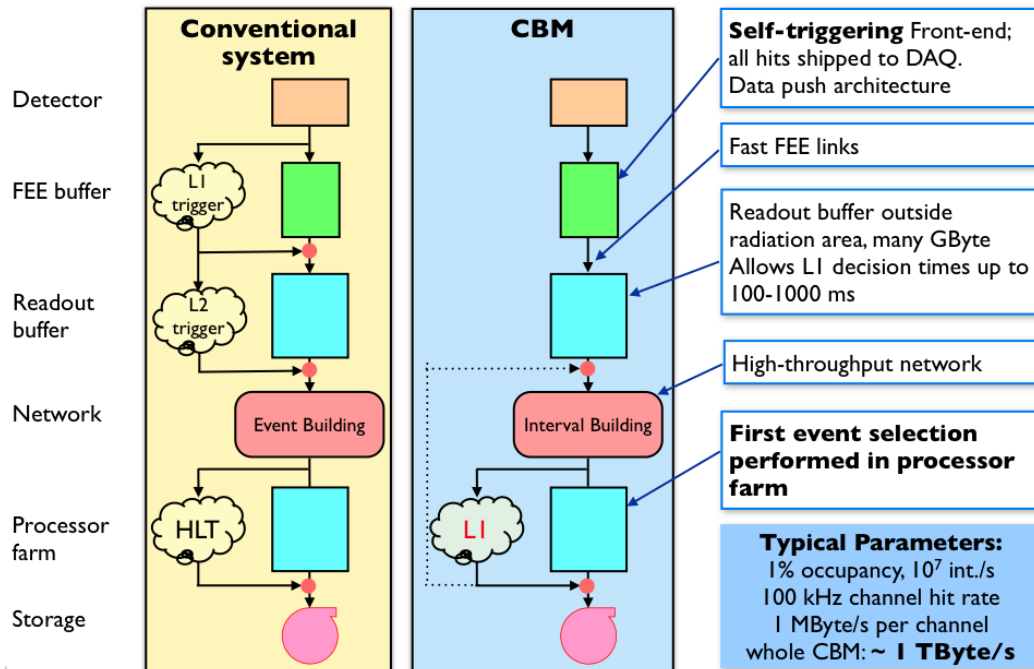 Conventional
system
CBM
Self-triggering Front-end;
all hits shipped to DAQ.
Data push architecture
Detector
Fast FEE links
FEE buffer
L1
trigger
Readout buffer outside
radiation area, many GByte
Allows L1 decision times up to
100-1000 ms
Readout
buffer
L2
trigger
High-throughput network
Network
Event Building
Interval Building
First event selection
performed in processor
farm
Processor
farm
HLT
L1
Typical Parameters:
1% occupancy, 10⁷ int./s
100 kHz channel hit rate
1 MByte/s per channel
whole CBM: ~ 1 TByte/s
Storage